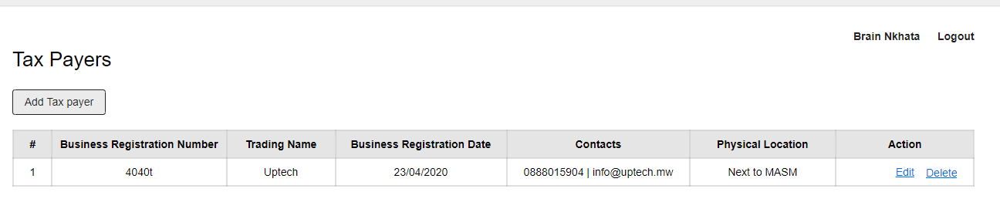 Brain Nkhata Logout
Tax Payers
Add Tax payer
# Business Registration Number Trading Name Business Registration Date Contacts Physical Location Action
1 4040t Uptech 23/04/2020 0888015904 | info@uptech.mw Next to MASM Edit Delete